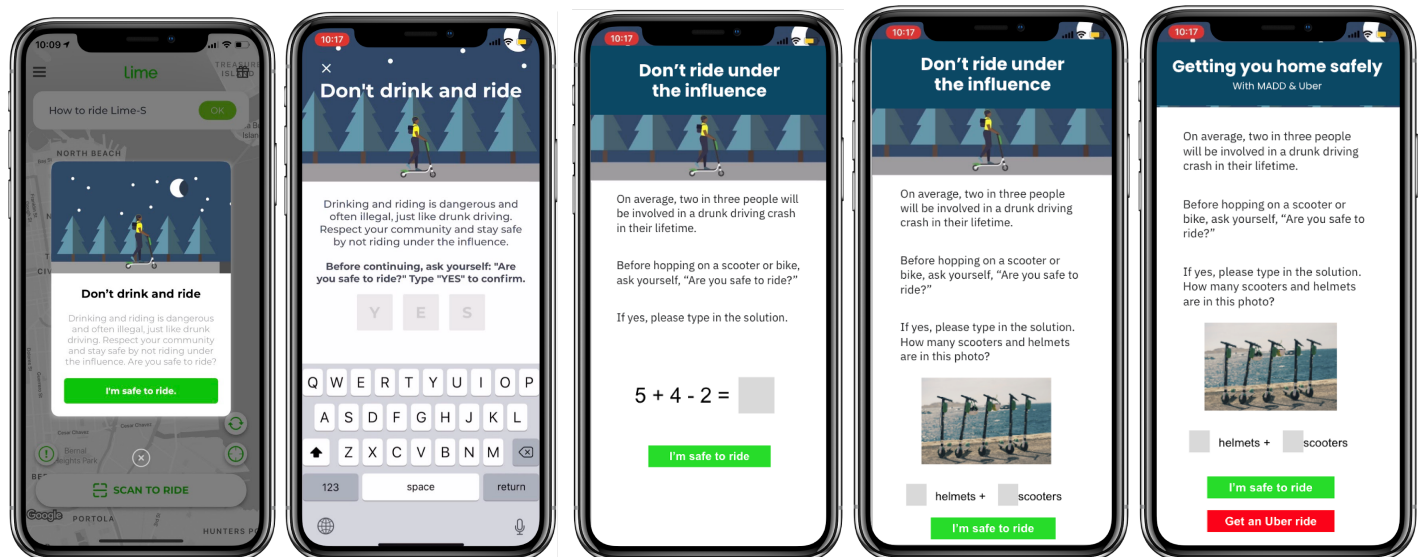 10:09
Lime
TREASURE
ISL
How to ride Lime-S
OK
NORTH BEACH
Don't drink and ride
Drinking and riding is dangerous
and often illegal, just like drunk
driving. Respect your community
and stay safe by not riding under
the influence. Are you safe to ride?
I'm safe to ride.
Cesar Chavez
Cesar Chavez
Bernal
Heights Park
SCAN TO RIDE
Google
PORTOLA
HUNTERS
10:17
Don't drink and ride
Drinking and riding is dangerous and
often illegal, just like drunk driving.
Respect your community and stay safe
by not riding under the influence.
Before continuing, ask yourself: "Are
you safe to ride?" Type "YES" to confirm.
Y E S
Q W E R T Y U I O P
A S D F G H J K L
Z X C V B N M
123 space return
10:17
Don't ride under
the influence
On average, two in three people will
be involved in a drunk driving crash
in their lifetime.
Before hopping on a scooter or bike,
ask yourself, “Are you safe to ride?”
If yes, please type in the solution.
5 + 4 - 2 =
I'm safe to ride
10:17
Don't ride under
the influence
On average, two in three people
will be involved in a drunk driving
crash in their lifetime.
Before hopping on a scooter or
bike, ask yourself, “Are you safe to
ride?”
If yes, please type in the solution.
How many scooters and helmets
are in this photo?
helmets + scooters
I'm safe to ride
10:17
Getting you home safely
With MADD & Uber
On average, two in three people
will be involved in a drunk driving
crash in their lifetime.
Before hopping on a scooter or
bike, ask yourself, “Are you safe to
ride?”
If yes, please type in the solution.
How many scooters and helmets
are in this photo?
helmets + scooters
I'm safe to ride
Get an Uber ride